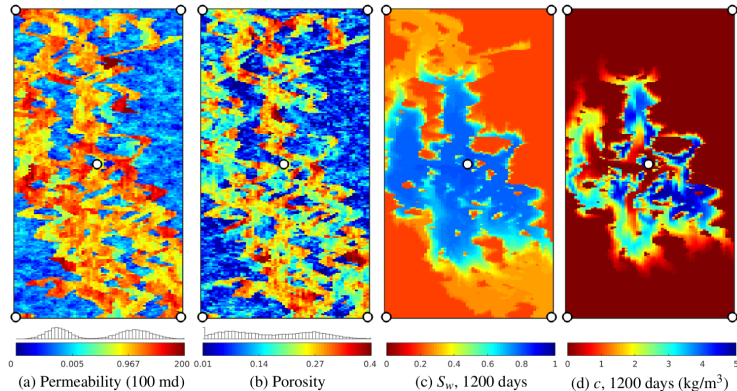 0 0.005 0.967 200 0.01 0.14 0.27 0.4 0 0.2 0.4 0.6 0.8 1 0 1 2 3 4 5
(a) Permeability (100 md) (b) Porosity (c) S_W, 1200 days (d) c, 1200 days (kg/m³)